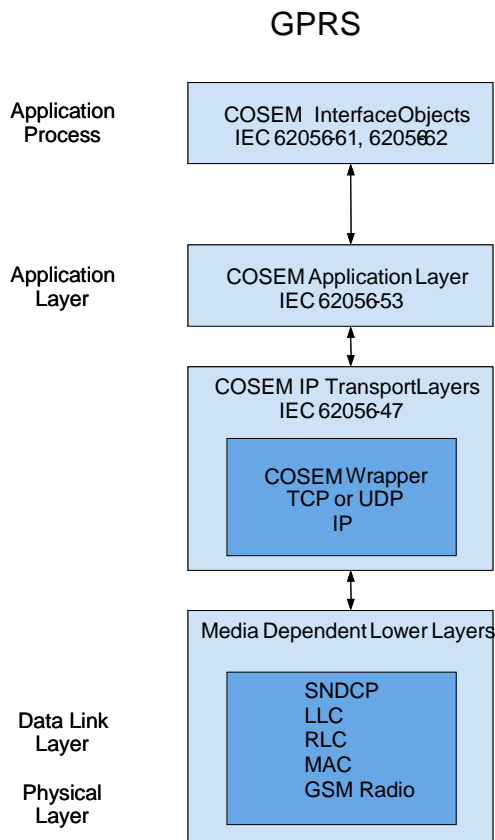 GPRS
Application
Process
COSEM InterfaceObjects
IEC 62056-61, 62056-62
Application
Layer
COSEM Application Layer
IEC 62056-53
COSEM IP TransportLayers
IEC 62056-47
COSEM Wrapper
TCP or UDP
IP
Media Dependent Lower Layers
SNDCP
LLC
RLC
MAC
GSM Radio
Data Link
Layer
Physical
Layer